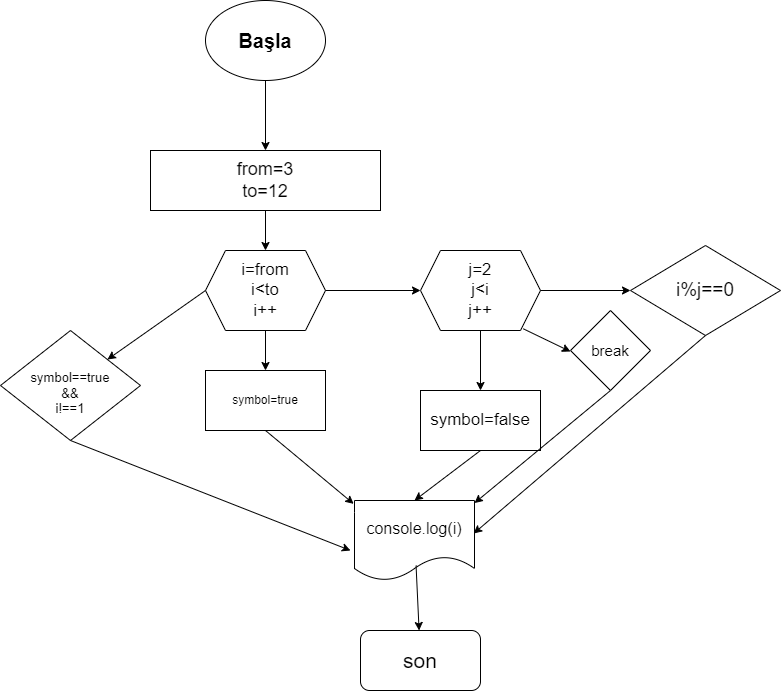 Başla
from=3
to=12
i=from
i<to
i++
j=2
j<i
j++
i%j==0
break
symbol==true
&&
i!==1
symbol=true
symbol=false
console.log(i)
son